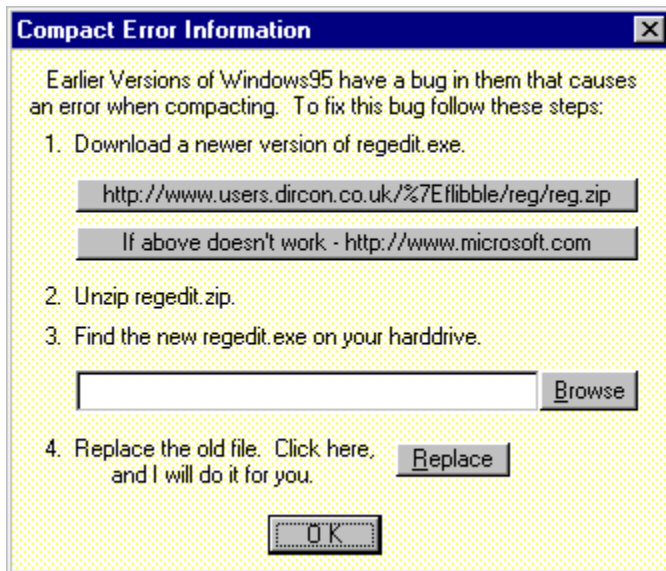 Compact Error Information
Earlier Versions of Windows95 have a bug in them that causes
an error when compacting. To fix this bug follow these steps:
1. Download a newer version of regedit.exe.
http://www.users.dircon.co.uk/%7Eflibble/reg/reg.zip
If above doesn't work - http://www.microsoft.com
2. Unzip regedit.zip.
3. Find the new regedit.exe on your harddrive.
Browse
4. Replace the old file. Click here,
and I will do it for you.
Replace
OK